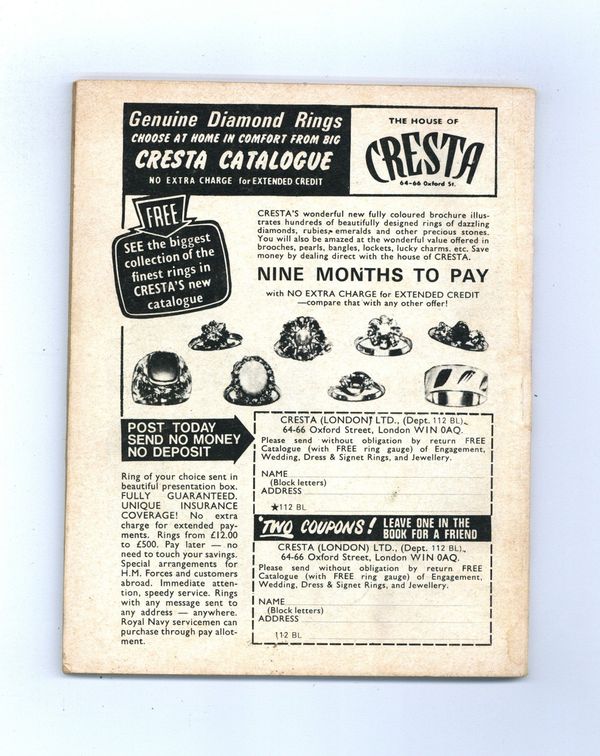 Genuine Diamond Rings
CHOOSE AT HOME IN COMFORT FROM BIG
CRESTA CATALOGUE
NO EXTRA CHARGE for EXTENDED CREDIT
THE HOUSE OF
CRESTA
64-66 Oxford St.
FREE
SEE the biggest
collection of the
finest rings in
CRESTA'S new
catalogue
CRESTA'S wonderful new fully coloured brochure illus-
trates hundreds of beautifully designed rings of dazzling
diamonds, rubies, emeralds and other precious stones.
You will also be amazed at the wonderful value offered in
brooches, pearls, bangles, lockets, lucky charms. etc. Save
money by dealing direct with the house of CRESTA.
NINE MONTHS TO PAY
with NO EXTRA CHARGE for EXTENDED CREDIT
—compare that with any other offer!
POST TODAY
SEND NO MONEY
NO DEPOSIT
Ring of your choice sent in
beautiful presentation box.
FULLY GUARANTEED.
UNIQUE INSURANCE
COVERAGE! No extra
charge for extended pay-
ments. Rings from £12.00
to £500. Pay later — no
need to touch your savings.
Special arrangements for
H.M. Forces and customers
abroad. Immediate atten-
tion, speedy service. Rings
with any message sent to
any address — anywhere.
Royal Navy servicemen can
purchase through pay allot-
ment.
CRESTA (LONDON) LTD., (Dept. 112 BL).,
64-66 Oxford Street, London W1N 0AQ.
Please send without obligation by return FREE
Catalogue (with FREE ring gauge) of Engagement,
Wedding, Dress & Signet Rings, and Jewellery.
NAME
(Block letters)
ADDRESS
★112 BL
TWO COUPONS! LEAVE ONE IN THE
BOOK FOR A FRIEND
CRESTA (LONDON) LTD., (Dept. 112 BL).,
64-66 Oxford Street, London W1N 0AQ.
Please send without obligation by return FREE
Catalogue (with FREE ring gauge) of Engagement,
Wedding, Dress & Signet Rings, and Jewellery.
NAME
(Block letters)
ADDRESS
112 BL